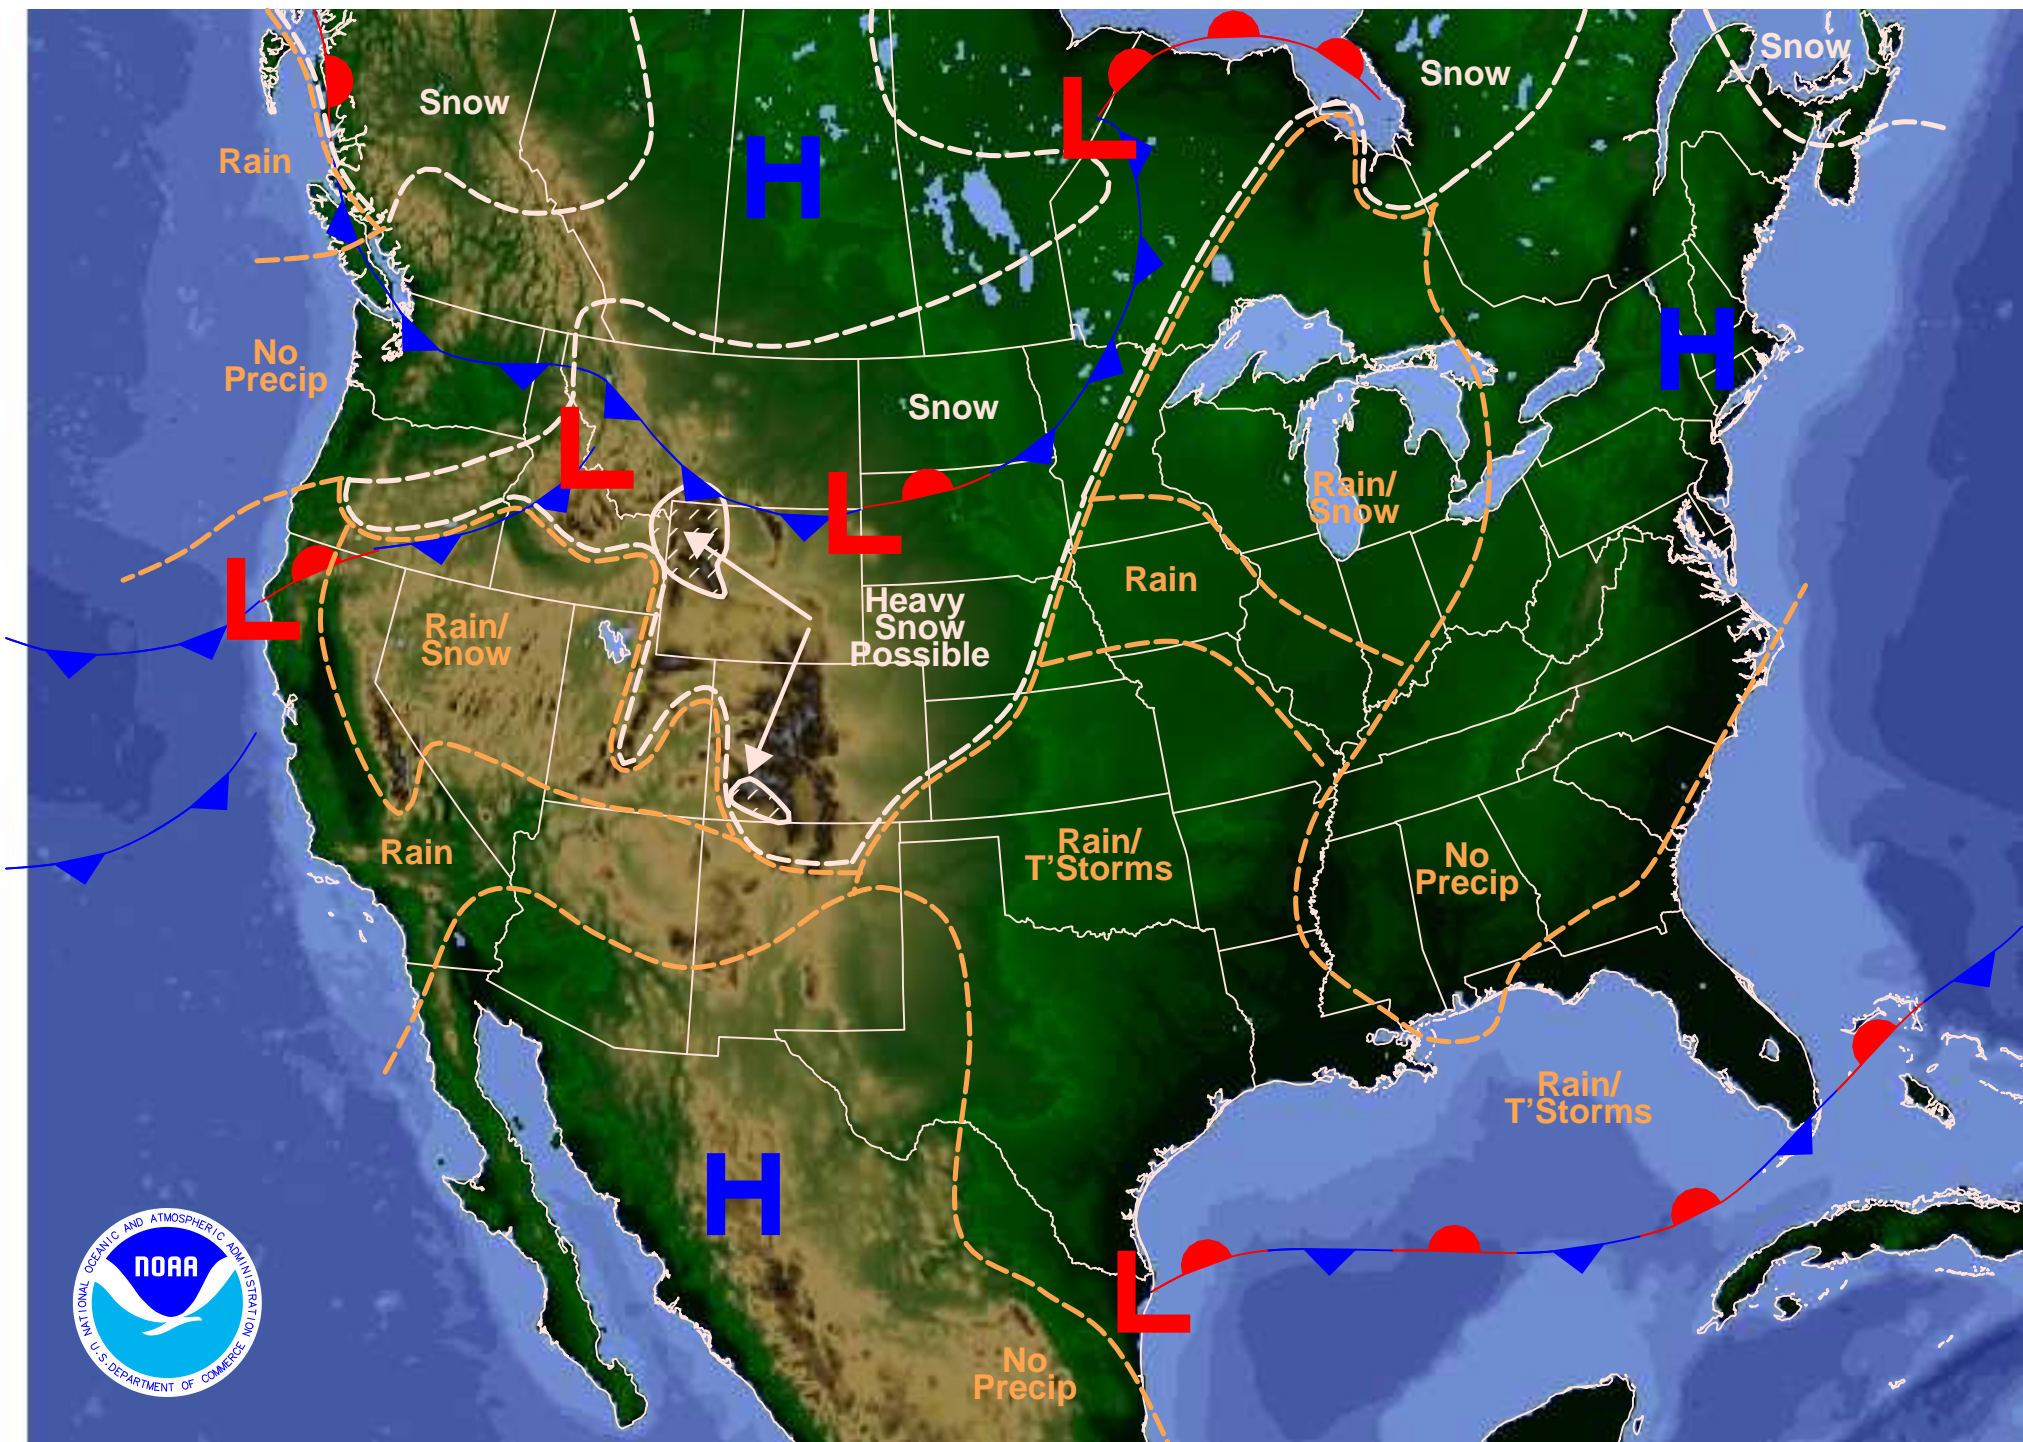 Snow
Snow
Snow
Rain
H
L
No
Precip
H
Snow
L
L
Rain/
Snow
L
Rain
Heavy
Snow
Possible
Rain/
Snow
Rain
Rain/
T'Storms
No
Precip
Rain/
T'Storms
H
L
No
Precip
NATIONAL OCEANIC AND ATMOSPHERIC ADMINISTRATION
NOAA
U.S. DEPARTMENT OF COMMERCE